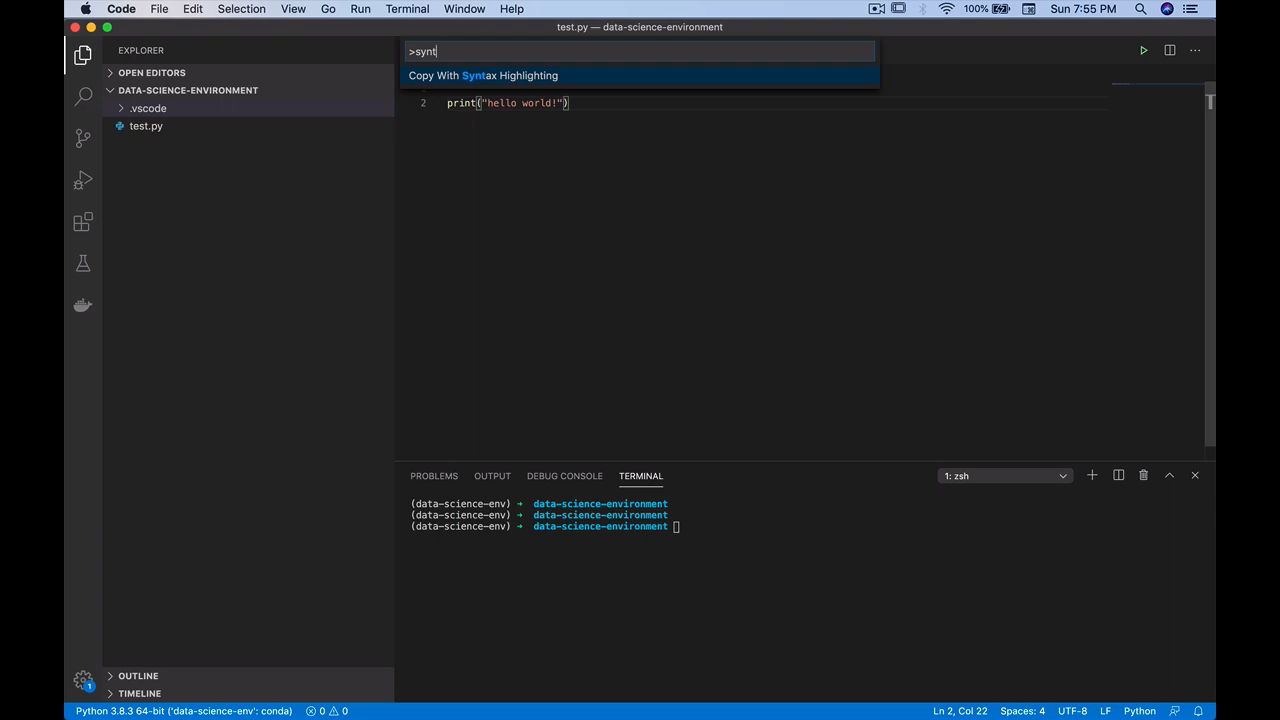 Code File Edit Selection View Go Run Terminal Window Help 100% Sun 7:55 PM
test.py — data-science-environment
EXPLORER
>synt
OPEN EDITORS
Copy With Syntax Highlighting
DATA-SCIENCE-ENVIRONMENT
.vscode
2 print("hello world!")
test.py
PROBLEMS OUTPUT DEBUG CONSOLE TERMINAL 1: zsh
(data-science-env) ➜ data-science-environment
(data-science-env) ➜ data-science-environment
(data-science-env) ➜ data-science-environment
OUTLINE
1
TIMELINE
Python 3.8.3 64-bit ('data-science-env': conda) 0 0 Ln 2, Col 22 Spaces: 4 UTF-8 LF Python